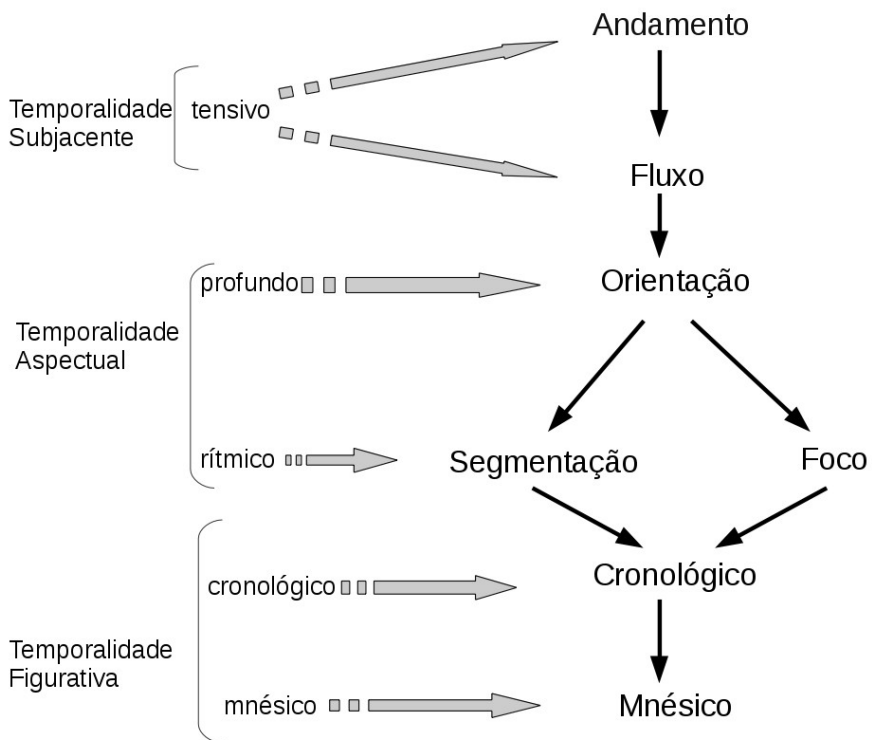 Andamento
Temporalidade
Subjacente
tensivo
Fluxo
profundo
Orientação
Temporalidade
Aspectual
rítmico
Segmentação
Foco
cronológico
Cronológico
Temporalidade
Figurativa
mnésico
Mnésico